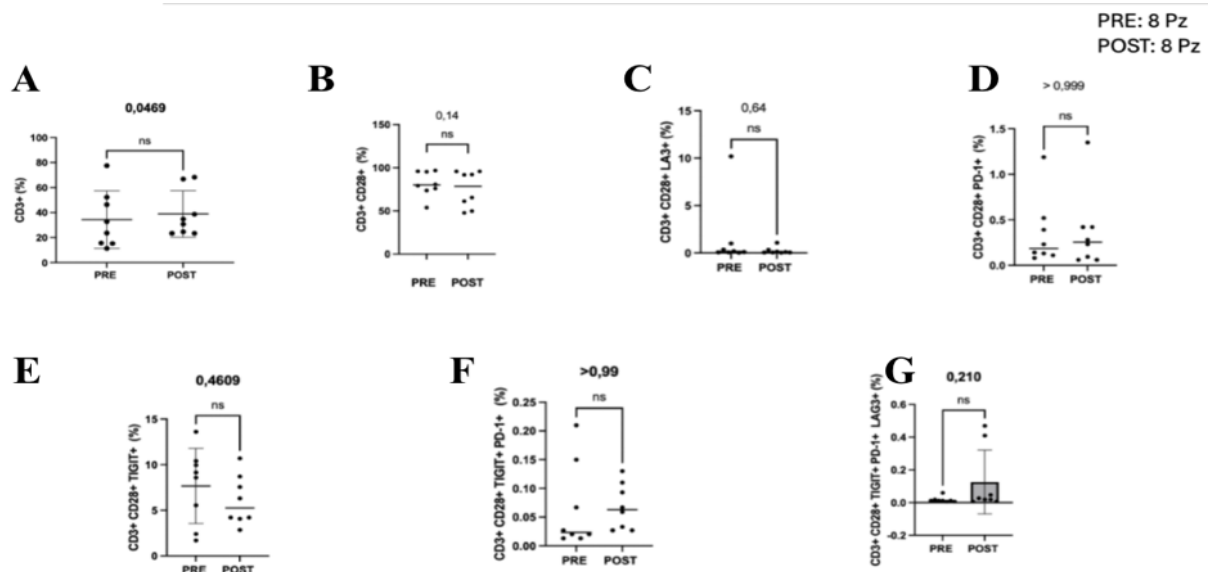 PRE: 8 Pz
POST: 8 Pz
A
0,0469
ns
CD3+ (%)
100
80
60
40
20
0
PRE POST
B
0,14
ns
CD3+ CD28+ (%)
150
100
50
0
PRE POST
C
0,64
ns
CD3+ CD28+ LA3+ (%)
15
10
5
0
PRE POST
D
> 0,999
ns
CD3+ CD28+ PD-1+ (%)
1.5
1.0
0.5
0.0
PRE POST
E
0,4609
ns
CD3+ CD28+ TIGIT+ (%)
15
10
5
0
PRE POST
F
>0,99
ns
CD3+ CD28+ TIGIT+ PD-1+ (%)
0.25
0.20
0.15
0.10
0.05
0.00
PRE POST
G
0,210
ns
CD3+ CD28+ TIGIT+ PD-1+ LAG3+ (%)
0.6
0.4
0.2
0.0
-0.2
PRE POST